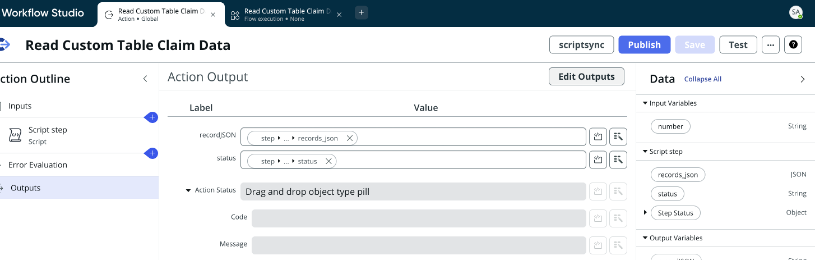 Workflow Studio
Read Custom Table Claim
Action • Global
Read Custom Table Claim
Flow execution • None
SA
Read Custom Table Claim Data
scriptsync
Publish
Save
Test
...
?
ction Outline
Inputs
Script step
Script
Error Evaluation
Outputs
Action Output
Edit Outputs
Label Value
recordJSON step ▸ ... ▸ records_json
status step ▸ ... ▸ status
Action Status Drag and drop object type pill
Code
Message
Data Collapse All
Input Variables
number String
Script step
records_json JSON
status String
Step Status Object
Output Variables